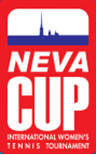 NEVA
CUP
INTERNATIONAL WOMEN'S
TENNIS TOURNAMENT